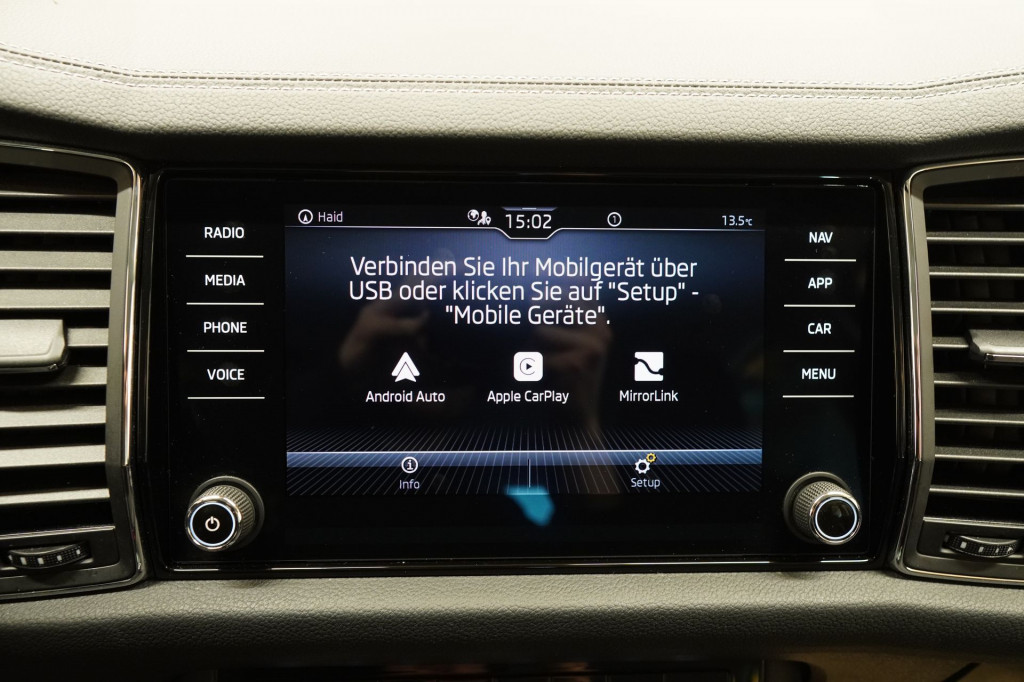 Haid
15:02
1
13.5°C
RADIO
MEDIA
PHONE
VOICE
Verbinden Sie Ihr Mobilgerät über
USB oder klicken Sie auf "Setup" -
"Mobile Geräte".
Android Auto
Apple CarPlay
MirrorLink
Info
Setup
NAV
APP
CAR
MENU